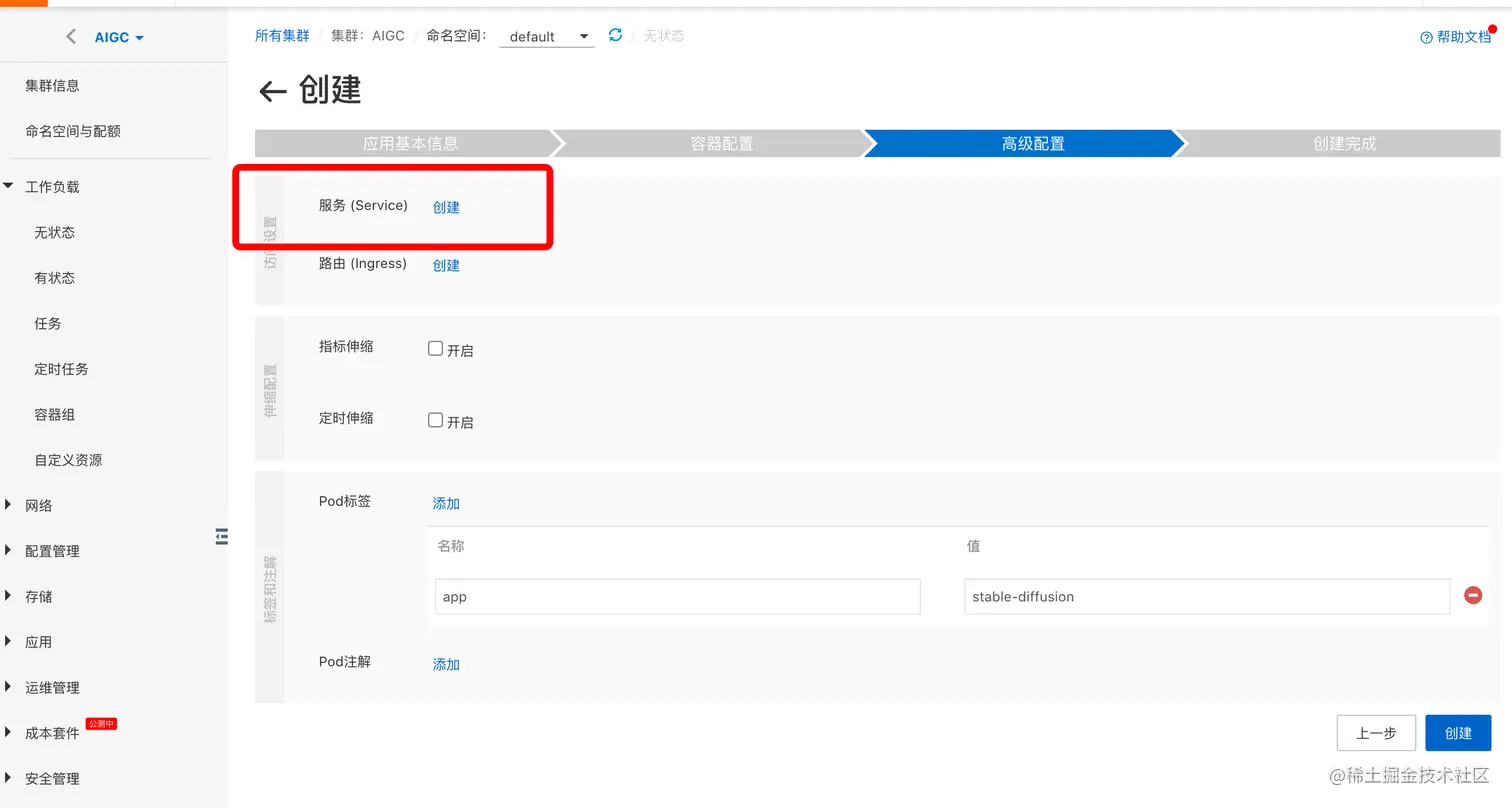 AIGC
所有集群 / 集群：AIGC / 命名空间： default / 无状态
帮助文档
集群信息
命名空间与配额
工作负载
无状态
有状态
任务
定时任务
容器组
自定义资源
网络
配置管理
存储
应用
运维管理
成本套件 公测中
安全管理
创建
应用基本信息 容器配置 高级配置 创建完成
访问设置
服务 (Service) 创建
路由 (Ingress) 创建
伸缩配置
指标伸缩 开启
定时伸缩 开启
标签和注解
Pod标签 添加
名称 值
app stable-diffusion
Pod注解 添加
上一步 创建
@稀土掘金技术社区